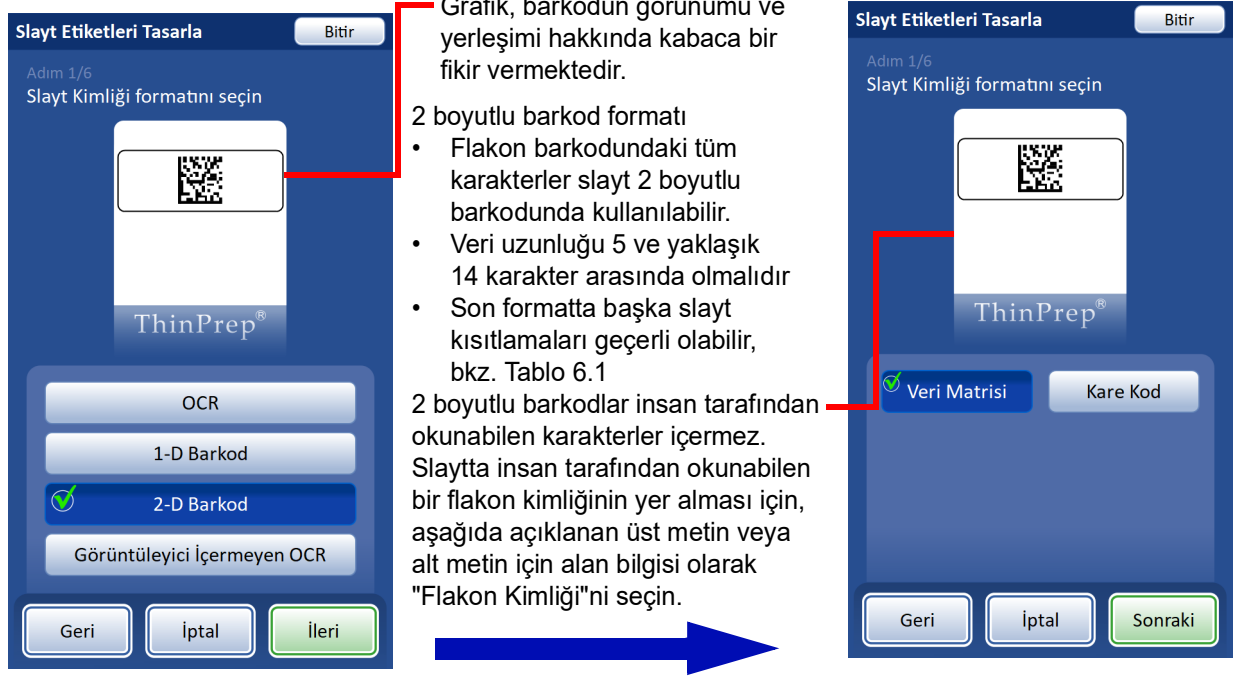 Slayt Etiketleri Tasarla
Bitir
Adım 1/6
Slayt Kimliği formatını seçin
ThinPrep®
OCR
1-D Barkod
2-D Barkod
Görüntüleyici İçermeyen OCR
Geri
İptal
İleri
Grafik, barkodun görünümü ve
yerleşimi hakkında kabaca bir
fikir vermektedir.
2 boyutlu barkod formatı
• Flakon barkodundaki tüm
karakterler slayt 2 boyutlu
barkodunda kullanılabilir.
• Veri uzunluğu 5 ve yaklaşık
14 karakter arasında olmalıdır
• Son formatta başka slayt
kısıtlamaları geçerli olabilir,
bkz. Tablo 6.1
2 boyutlu barkodlar insan tarafından
okunabilen karakterler içermez.
Slaytta insan tarafından okunabilen
bir flakon kimliğinin yer alması için,
aşağıda açıklanan üst metin veya
alt metin için alan bilgisi olarak
"Flakon Kimliği"ni seçin.
Slayt Etiketleri Tasarla
Bitir
Adım 1/6
Slayt Kimliği formatını seçin
ThinPrep®
Veri Matrisi
Kare Kod
Geri
İptal
Sonraki